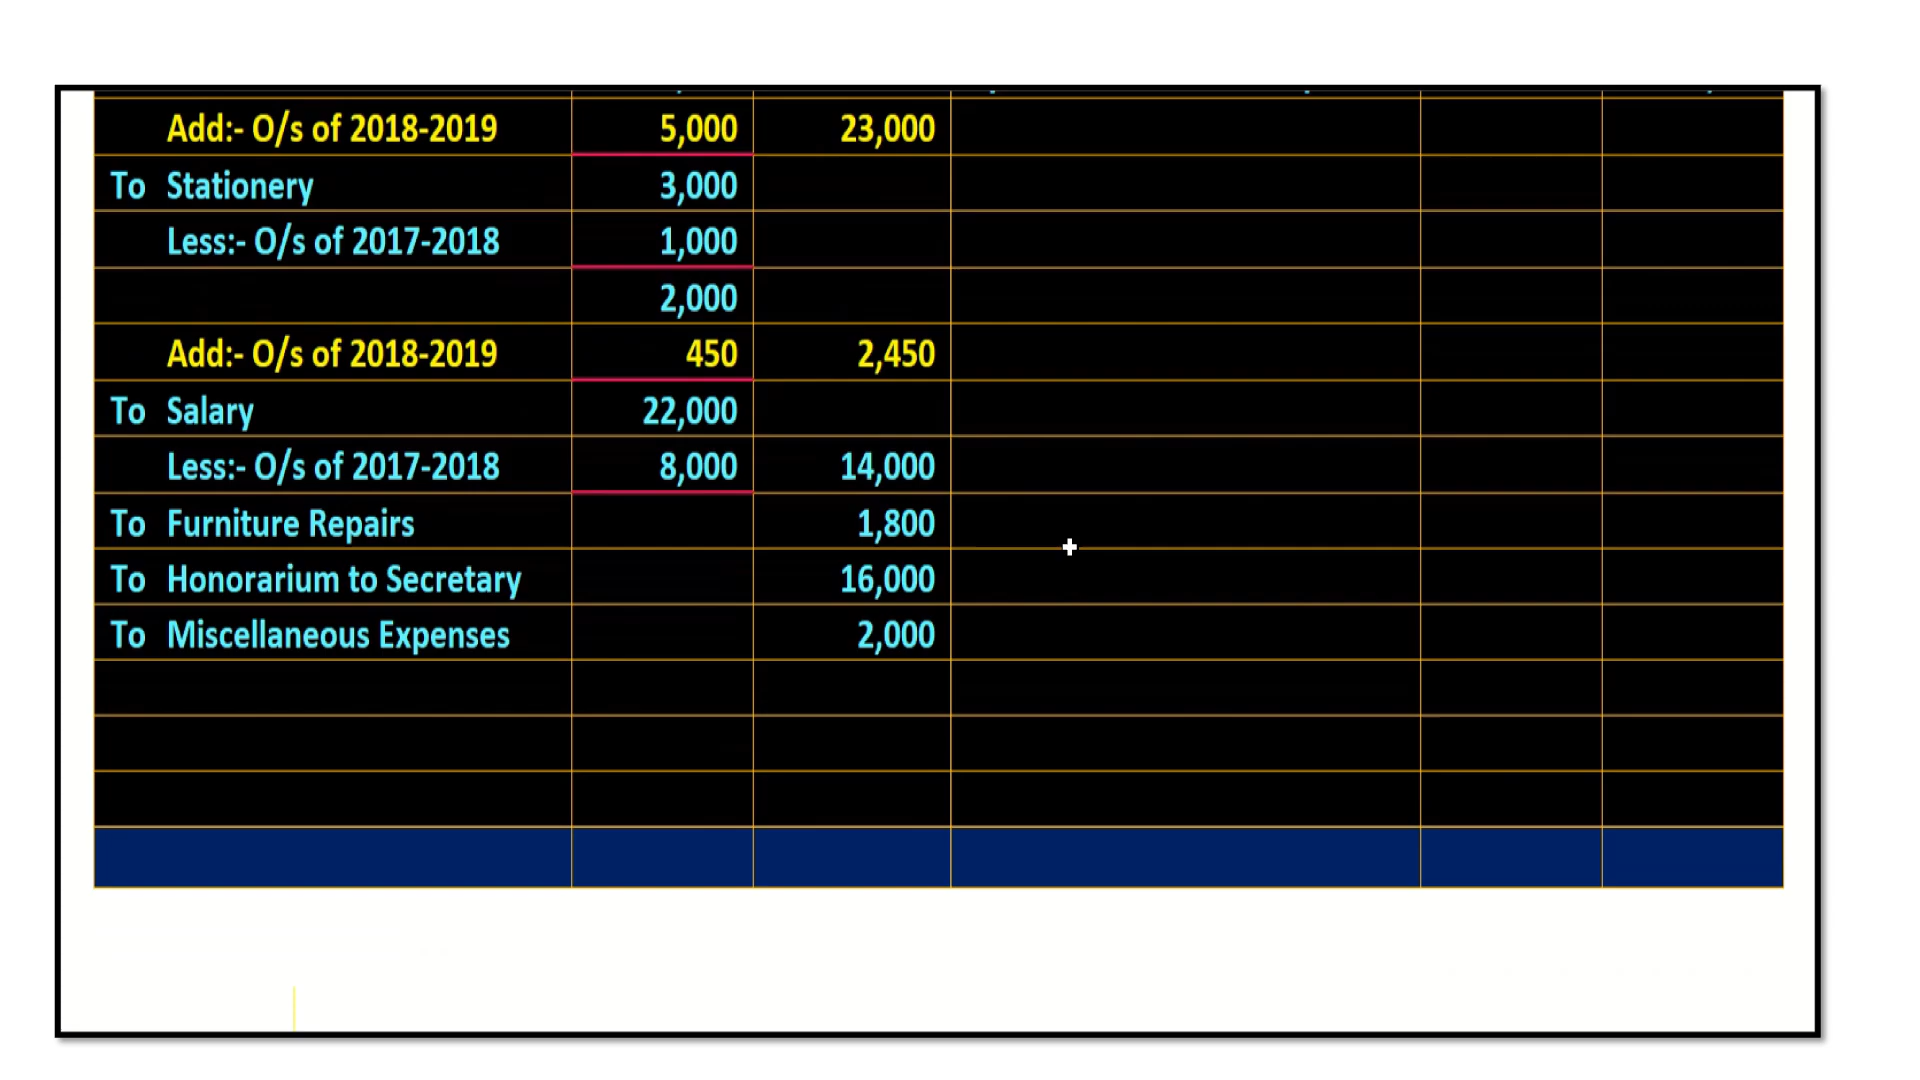 Add:- O/s of 2018-2019 5,000 23,000
To Stationery 3,000
Less:- O/s of 2017-2018 1,000
2,000
Add:- O/s of 2018-2019 450 2,450
To Salary 22,000
Less:- O/s of 2017-2018 8,000 14,000
To Furniture Repairs 1,800
To Honorarium to Secretary 16,000
To Miscellaneous Expenses 2,000